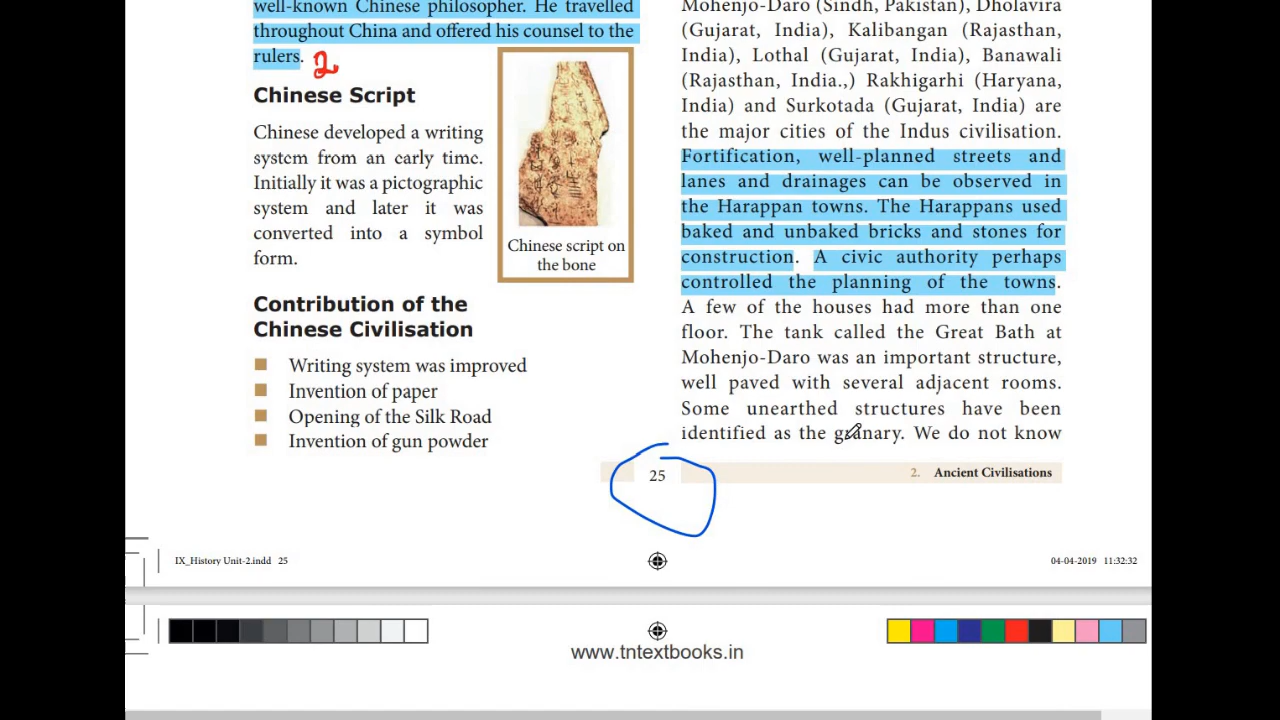 well-known Chinese philosopher. He travelled
throughout China and offered his counsel to the
rulers.
2
Chinese Script
Chinese developed a writing
system from an early time.
Initially it was a pictographic
system and later it was
converted into a symbol
form.
Chinese script on
the bone
Contribution of the
Chinese Civilisation
Writing system was improved
Invention of paper
Opening of the Silk Road
Invention of gun powder
Mohenjo-Daro (Sindh, Pakistan), Dholavira
(Gujarat, India), Kalibangan (Rajasthan,
India), Lothal (Gujarat, India), Banawali
(Rajasthan, India.,) Rakhigarhi (Haryana,
India) and Surkotada (Gujarat, India) are
the major cities of the Indus civilisation.
Fortification, well-planned streets and
lanes and drainages can be observed in
the Harappan towns. The Harappans used
baked and unbaked bricks and stones for
construction. A civic authority perhaps
controlled the planning of the towns.
A few of the houses had more than one
floor. The tank called the Great Bath at
Mohenjo-Daro was an important structure,
well paved with several adjacent rooms.
Some unearthed structures have been
identified as the granary. We do not know
25
2. Ancient Civilisations
IX_History Unit-2.indd 25
04-04-2019 11:32:32
www.tntextbooks.in